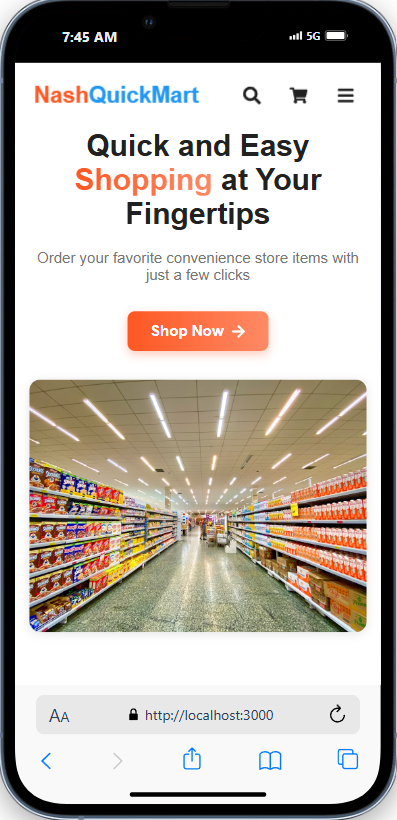 7:45 AM
5G
NashQuickMart
Quick and Easy
Shopping at Your
Fingertips
Order your favorite convenience store items with
just a few clicks
Shop Now →
AA
http://localhost:3000